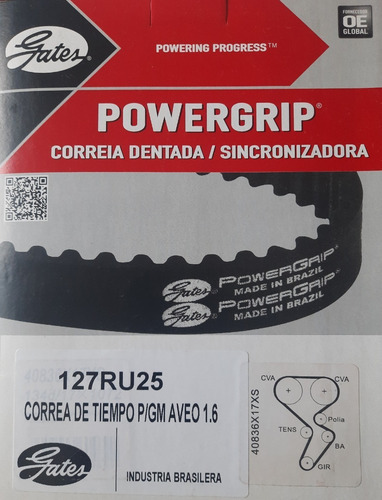 Gates
POWERING PROGRESS™
FORNECEDOR
OE
GLOBAL
POWERGRIP®
CORREIA DENTADA / SINCRONIZADORA
Gates POWERGRIP®
MADE IN BRAZIL
Gates POWERGRIP®
MADE IN BRAZIL
127RU25
CORREA DE TIEMPO P/GM AVEO 1.6
Gates
INDUSTRIA BRASILERA
40836X17XS
CVA
CVA
Polia
TENS
BA
GIR